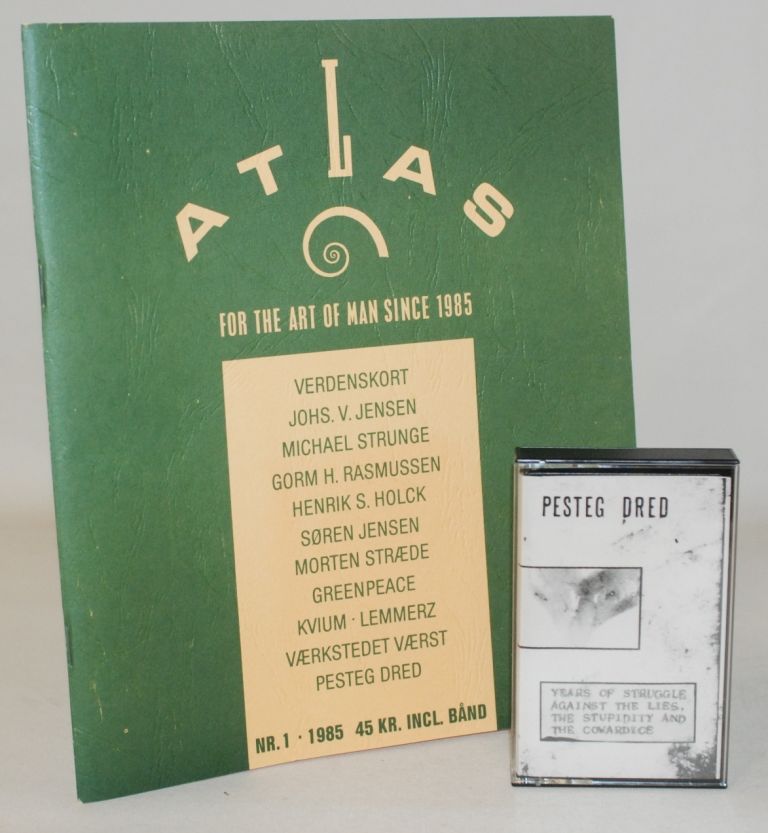 ATLAS
FOR THE ART OF MAN SINCE 1985
VERDENSKORT
JOHS. V. JENSEN
MICHAEL STRUNGE
GORM H. RASMUSSEN
HENRIK S. HOLCK
SØREN JENSEN
MORTEN STRÆDE
GREENPEACE
KVIUM · LEMMERZ
VÆRKSTEDET VÆRST
PESTEG DRED
NR. 1 · 1985 45 KR. INCL. BÅND
PESTEG DRED
YEARS OF STRUGGLE
AGAINST THE LIES,
THE STUPIDITY AND
THE COWARDICE